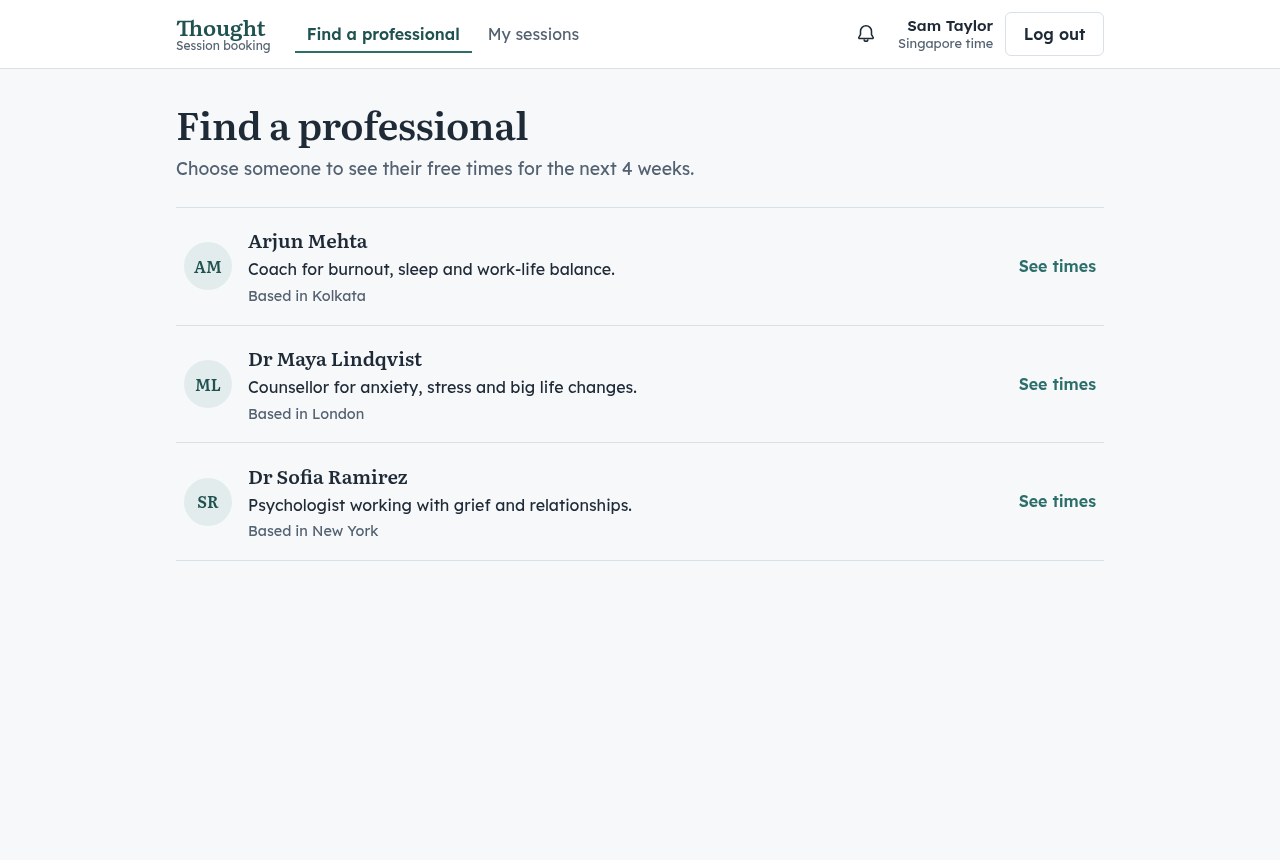 Thought
Session booking
Find a professional
My sessions
Sam Taylor
Singapore time
Log out
Find a professional
Choose someone to see their free times for the next 4 weeks.
AM
Arjun Mehta
Coach for burnout, sleep and work-life balance.
Based in Kolkata
See times
ML
Dr Maya Lindqvist
Counsellor for anxiety, stress and big life changes.
Based in London
See times
SR
Dr Sofia Ramirez
Psychologist working with grief and relationships.
Based in New York
See times